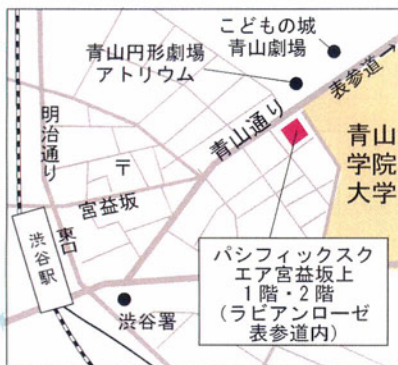 こどもの城
青山劇場
青山円形劇場
アトリウム
表参道→
青山通り
明治通り
〒
宮益坂
青山
学院
大学
東口
渋谷駅
渋谷署
パシフィックスク
エア宮益坂上
1階・2階
(ラビアンローゼ
表参道内)